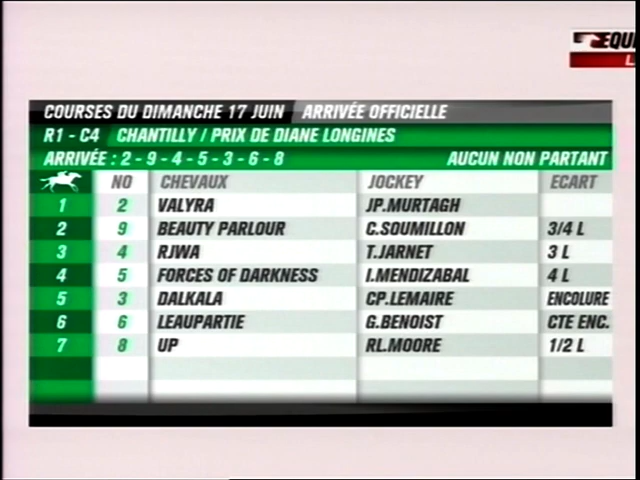 EQU
L
COURSES DU DIMANCHE 17 JUIN ARRIVÉE OFFICIELLE
R1 - C4 CHANTILLY / PRIX DE DIANE LONGINES
ARRIVÉE : 2 - 9 - 4 - 5 - 3 - 6 - 8 AUCUN NON PARTANT
NO CHEVAUX JOCKEY ECART
1 2 VALYRA JP.MURTAGH
2 9 BEAUTY PARLOUR C.SOUMILLON 3/4 L
3 4 RJWA T.JARNET 3 L
4 5 FORCES OF DARKNESS I.MENDIZABAL 4 L
5 3 DALKALA CP.LEMAIRE ENCOLURE
6 6 LEAUPARTIE G.BENOIST CTE ENC.
7 8 UP RL.MOORE 1/2 L